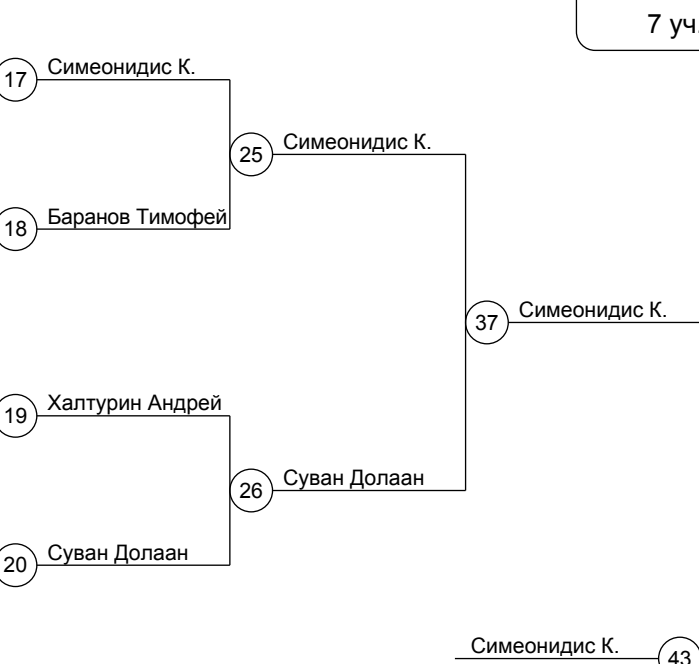 7 уч.
17 Симеонидис К.
25 Симеонидис К.
18 Баранов Тимофей
37 Симеонидис К.
19 Халтурин Андрей
26 Суван Долаан
20 Суван Долаан
Симеонидис К. 43